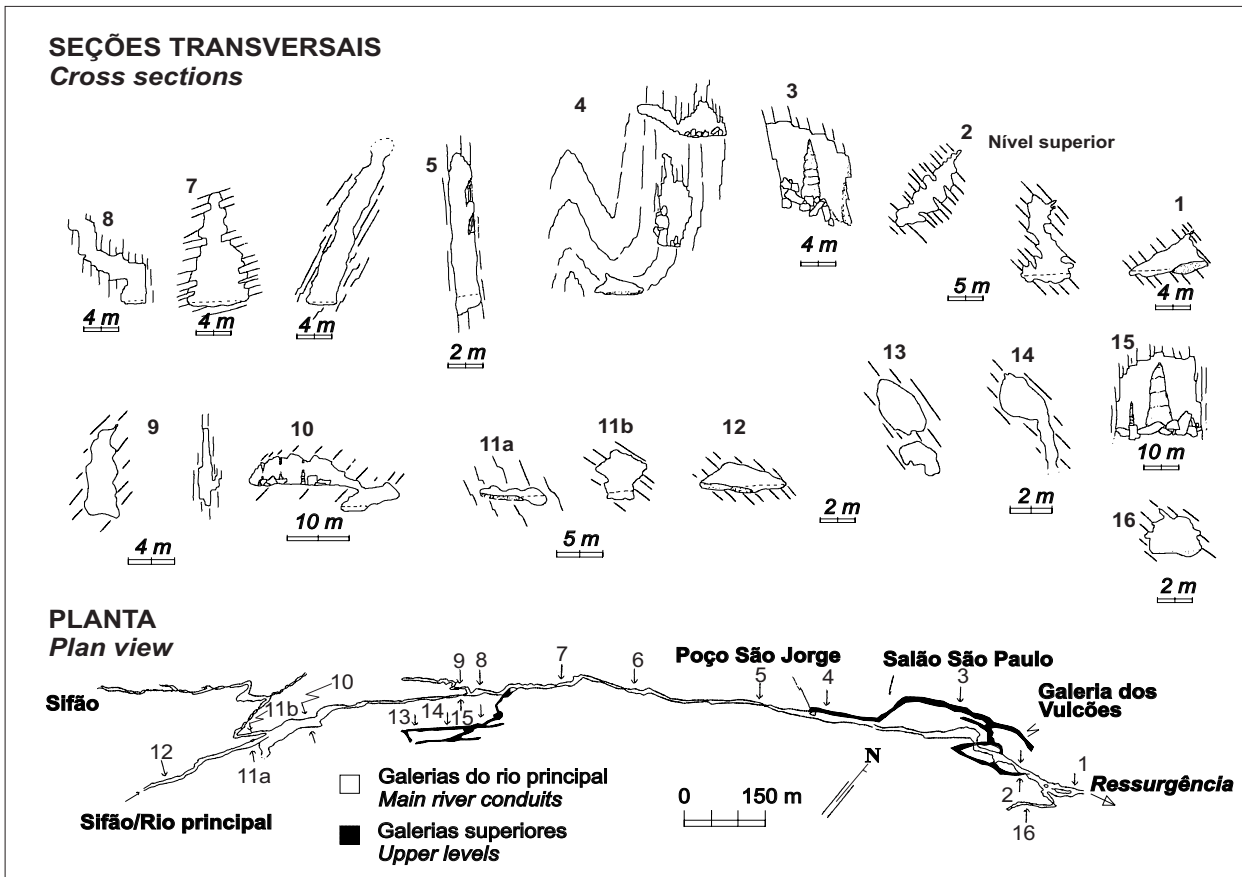 SEÇÕES TRANSVERSAIS
Cross sections
4
3
2
Nível superior
5
7
8
1
4 m
5 m
4 m
4 m
4 m
4 m
2 m
13
14
15
9
10
11a
11b
12
10 m
2 m
2 m
4 m
10 m
5 m
16
2 m
PLANTA
Plan view
Sifão
9
8
7
6
5
Poço São Jorge
4
Salão São Paulo
3
Galeria dos
Vulcões
10
11b
13
14
15
12
11a
N
1
Ressurgência
2
16
Sifão/Rio principal
Galerias do rio principal
Main river conduits
Galerias superiores
Upper levels
0 150 m